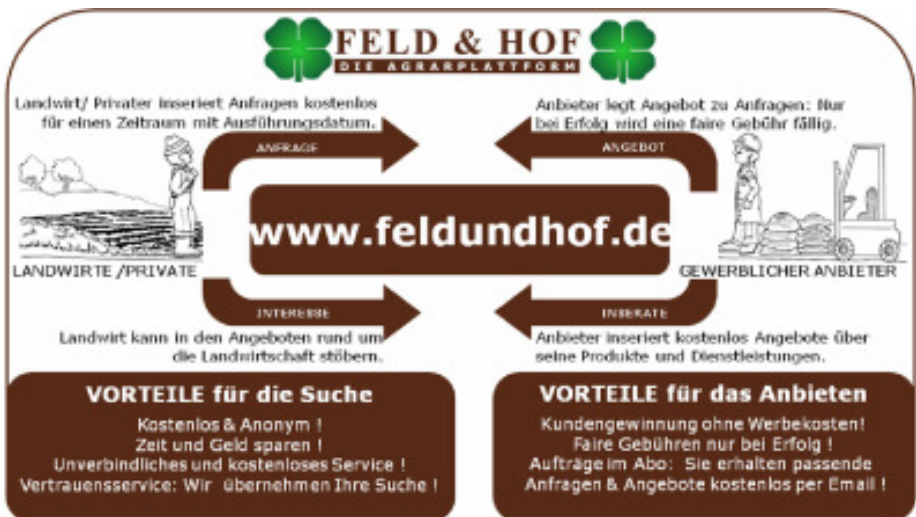 FELD & HOF
DIE AGRARPLATTFORM
Landwirt/ Privater inseriert Anfragen kostenlos
für einen Zeitraum mit Ausführungsdatum.
Anbieter legt Angebot zu Anfragen: Nur
bei Erfolg wird eine faire Gebühr fällig.
ANFRAGE
ANGEBOT
www.feldundhof.de
LANDWIRTE /PRIVATE
GEWERBLICHER ANBIETER
INTERESSE
INSERATE
Landwirt kann in den Angeboten rund um
die Landwirtschaft stöbern.
Anbieter inseriert kostenlos Angebote über
seine Produkte und Dienstleistungen.
VORTEILE für die Suche
Kostenlos & Anonym !
Zeit und Geld sparen !
Unverbindliches und kostenloses Service !
Vertrauensservice: Wir übernehmen Ihre Suche !
VORTEILE für das Anbieten
Kundengewinnung ohne Werbekosten!
Faire Gebühren nur bei Erfolg !
Aufträge im Abo: Sie erhalten passende
Anfragen & Angebote kostenlos per Email !